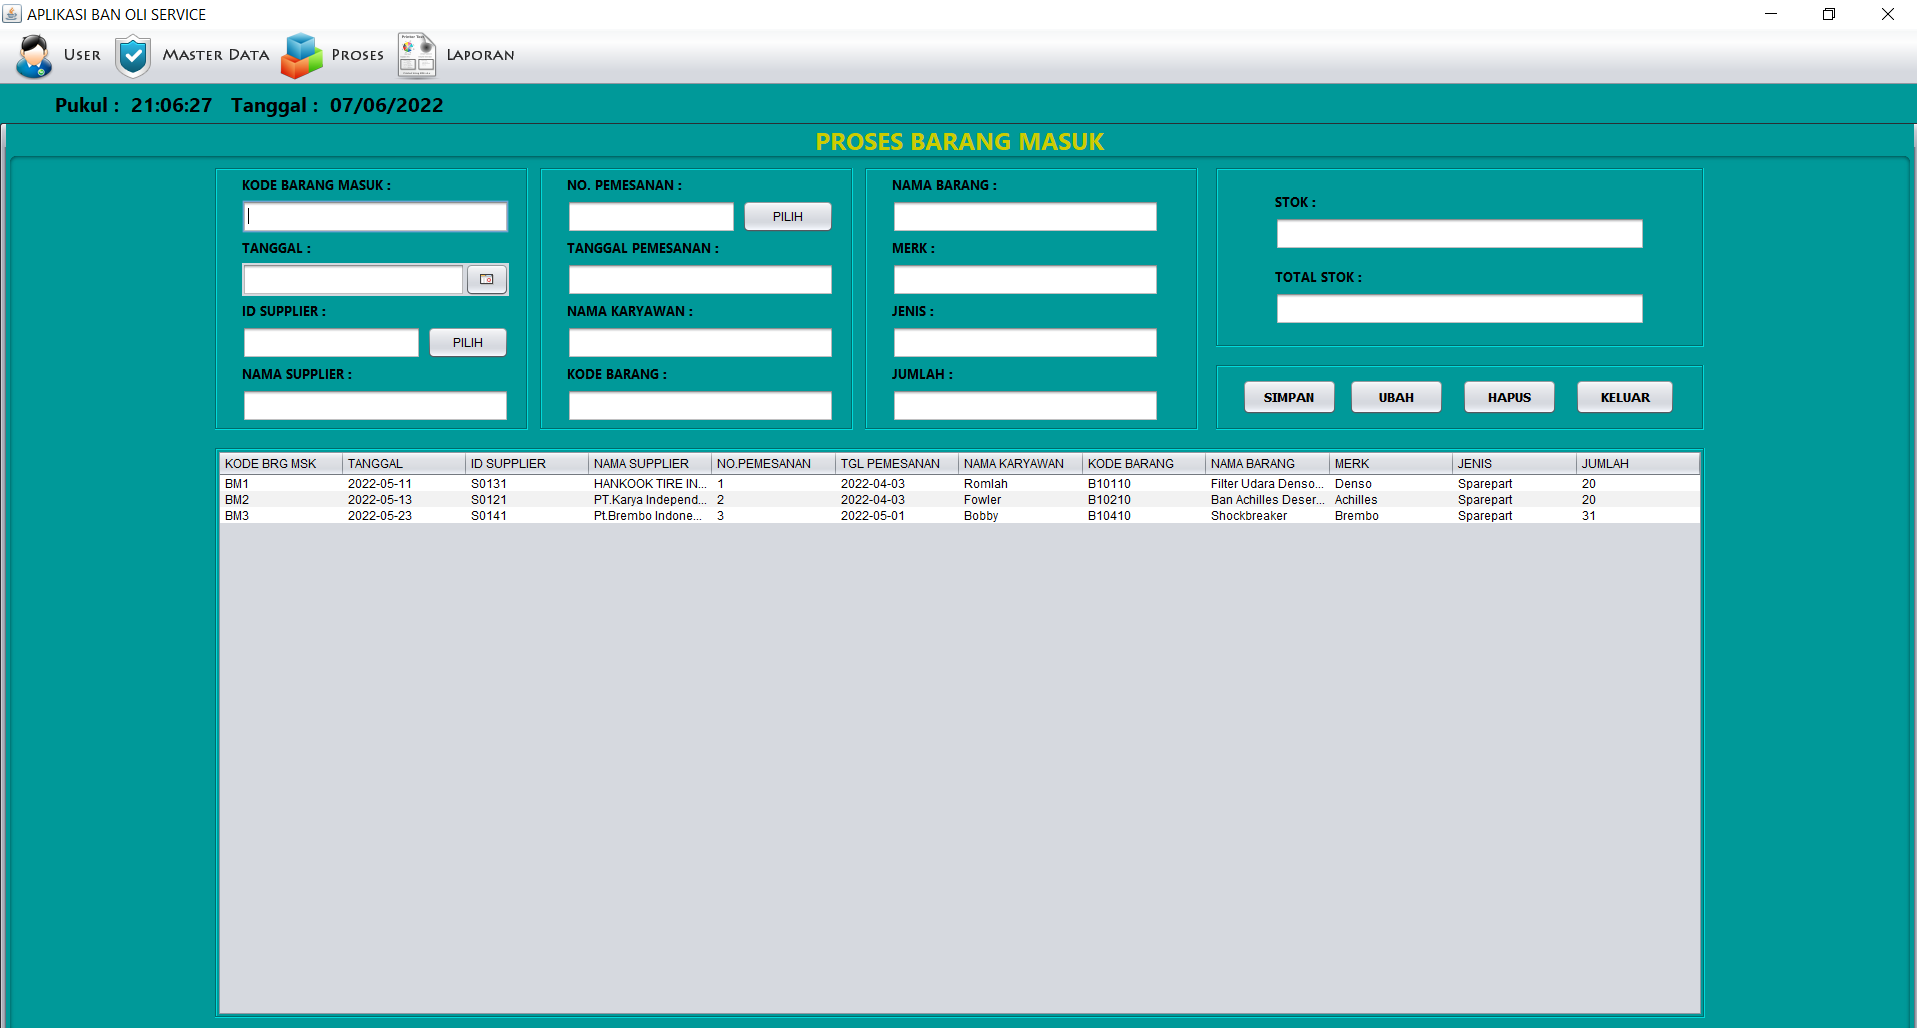 APLIKASI BAN OLI SERVICE
User Master Data Proses Laporan
Pukul : 21:06:27 Tanggal : 07/06/2022
PROSES BARANG MASUK
KODE BARANG MASUK :
TANGGAL :
ID SUPPLIER :
PILIH
NAMA SUPPLIER :
NO. PEMESANAN :
PILIH
TANGGAL PEMESANAN :
NAMA KARYAWAN :
KODE BARANG :
NAMA BARANG :
MERK :
JENIS :
JUMLAH :
STOK :
TOTAL STOK :
SIMPAN UBAH HAPUS KELUAR
KODE BRG MSK TANGGAL ID SUPPLIER NAMA SUPPLIER NO.PEMESANAN TGL PEMESANAN NAMA KARYAWAN KODE BARANG NAMA BARANG MERK JENIS JUMLAH
BM1 2022-05-11 S0131 HANKOOK TIRE IN... 1 2022-04-03 Romlah B10110 Filter Udara Denso... Denso Sparepart 20
BM2 2022-05-13 S0121 PT.Karya Independ... 2 2022-04-03 Fowler B10210 Ban Achilles Deser... Achilles Sparepart 20
BM3 2022-05-23 S0141 Pt.Brembo Indone... 3 2022-05-01 Bobby B10410 Shockbreaker Brembo Sparepart 31